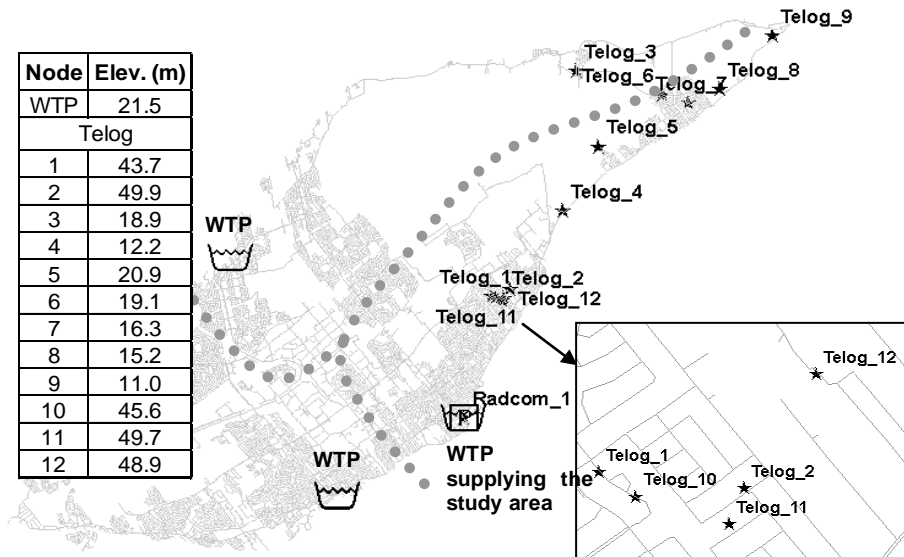 Node Elev. (m)
WTP 21.5
Telog
1 43.7
2 49.9
3 18.9
4 12.2
5 20.9
6 19.1
7 16.3
8 15.2
9 11.0
10 45.6
11 49.7
12 48.9
Telog_9
Telog_3
Telog_6
Telog_7
Telog_8
Telog_5
Telog_4
WTP
Telog_1
Telog_2
Telog_12
Telog_11
Radcom_1
P
WTP
supplying the
study area
WTP
Telog_12
Telog_1
Telog_10
Telog_2
Telog_11